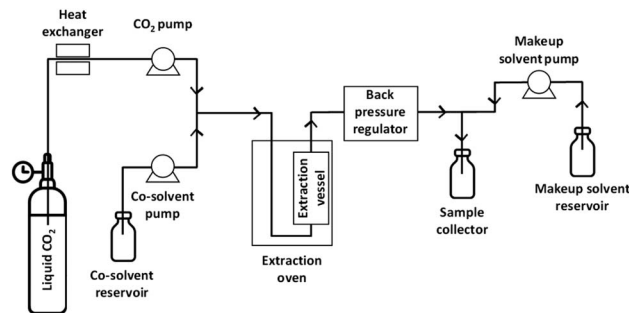 Heat
exchanger
CO₂ pump
Makeup
solvent pump
Back
pressure
regulator
Extraction
vessel
Co-solvent
pump
Liquid CO₂
Co-solvent
reservoir
Extraction
oven
Sample
collector
Makeup solvent
reservoir